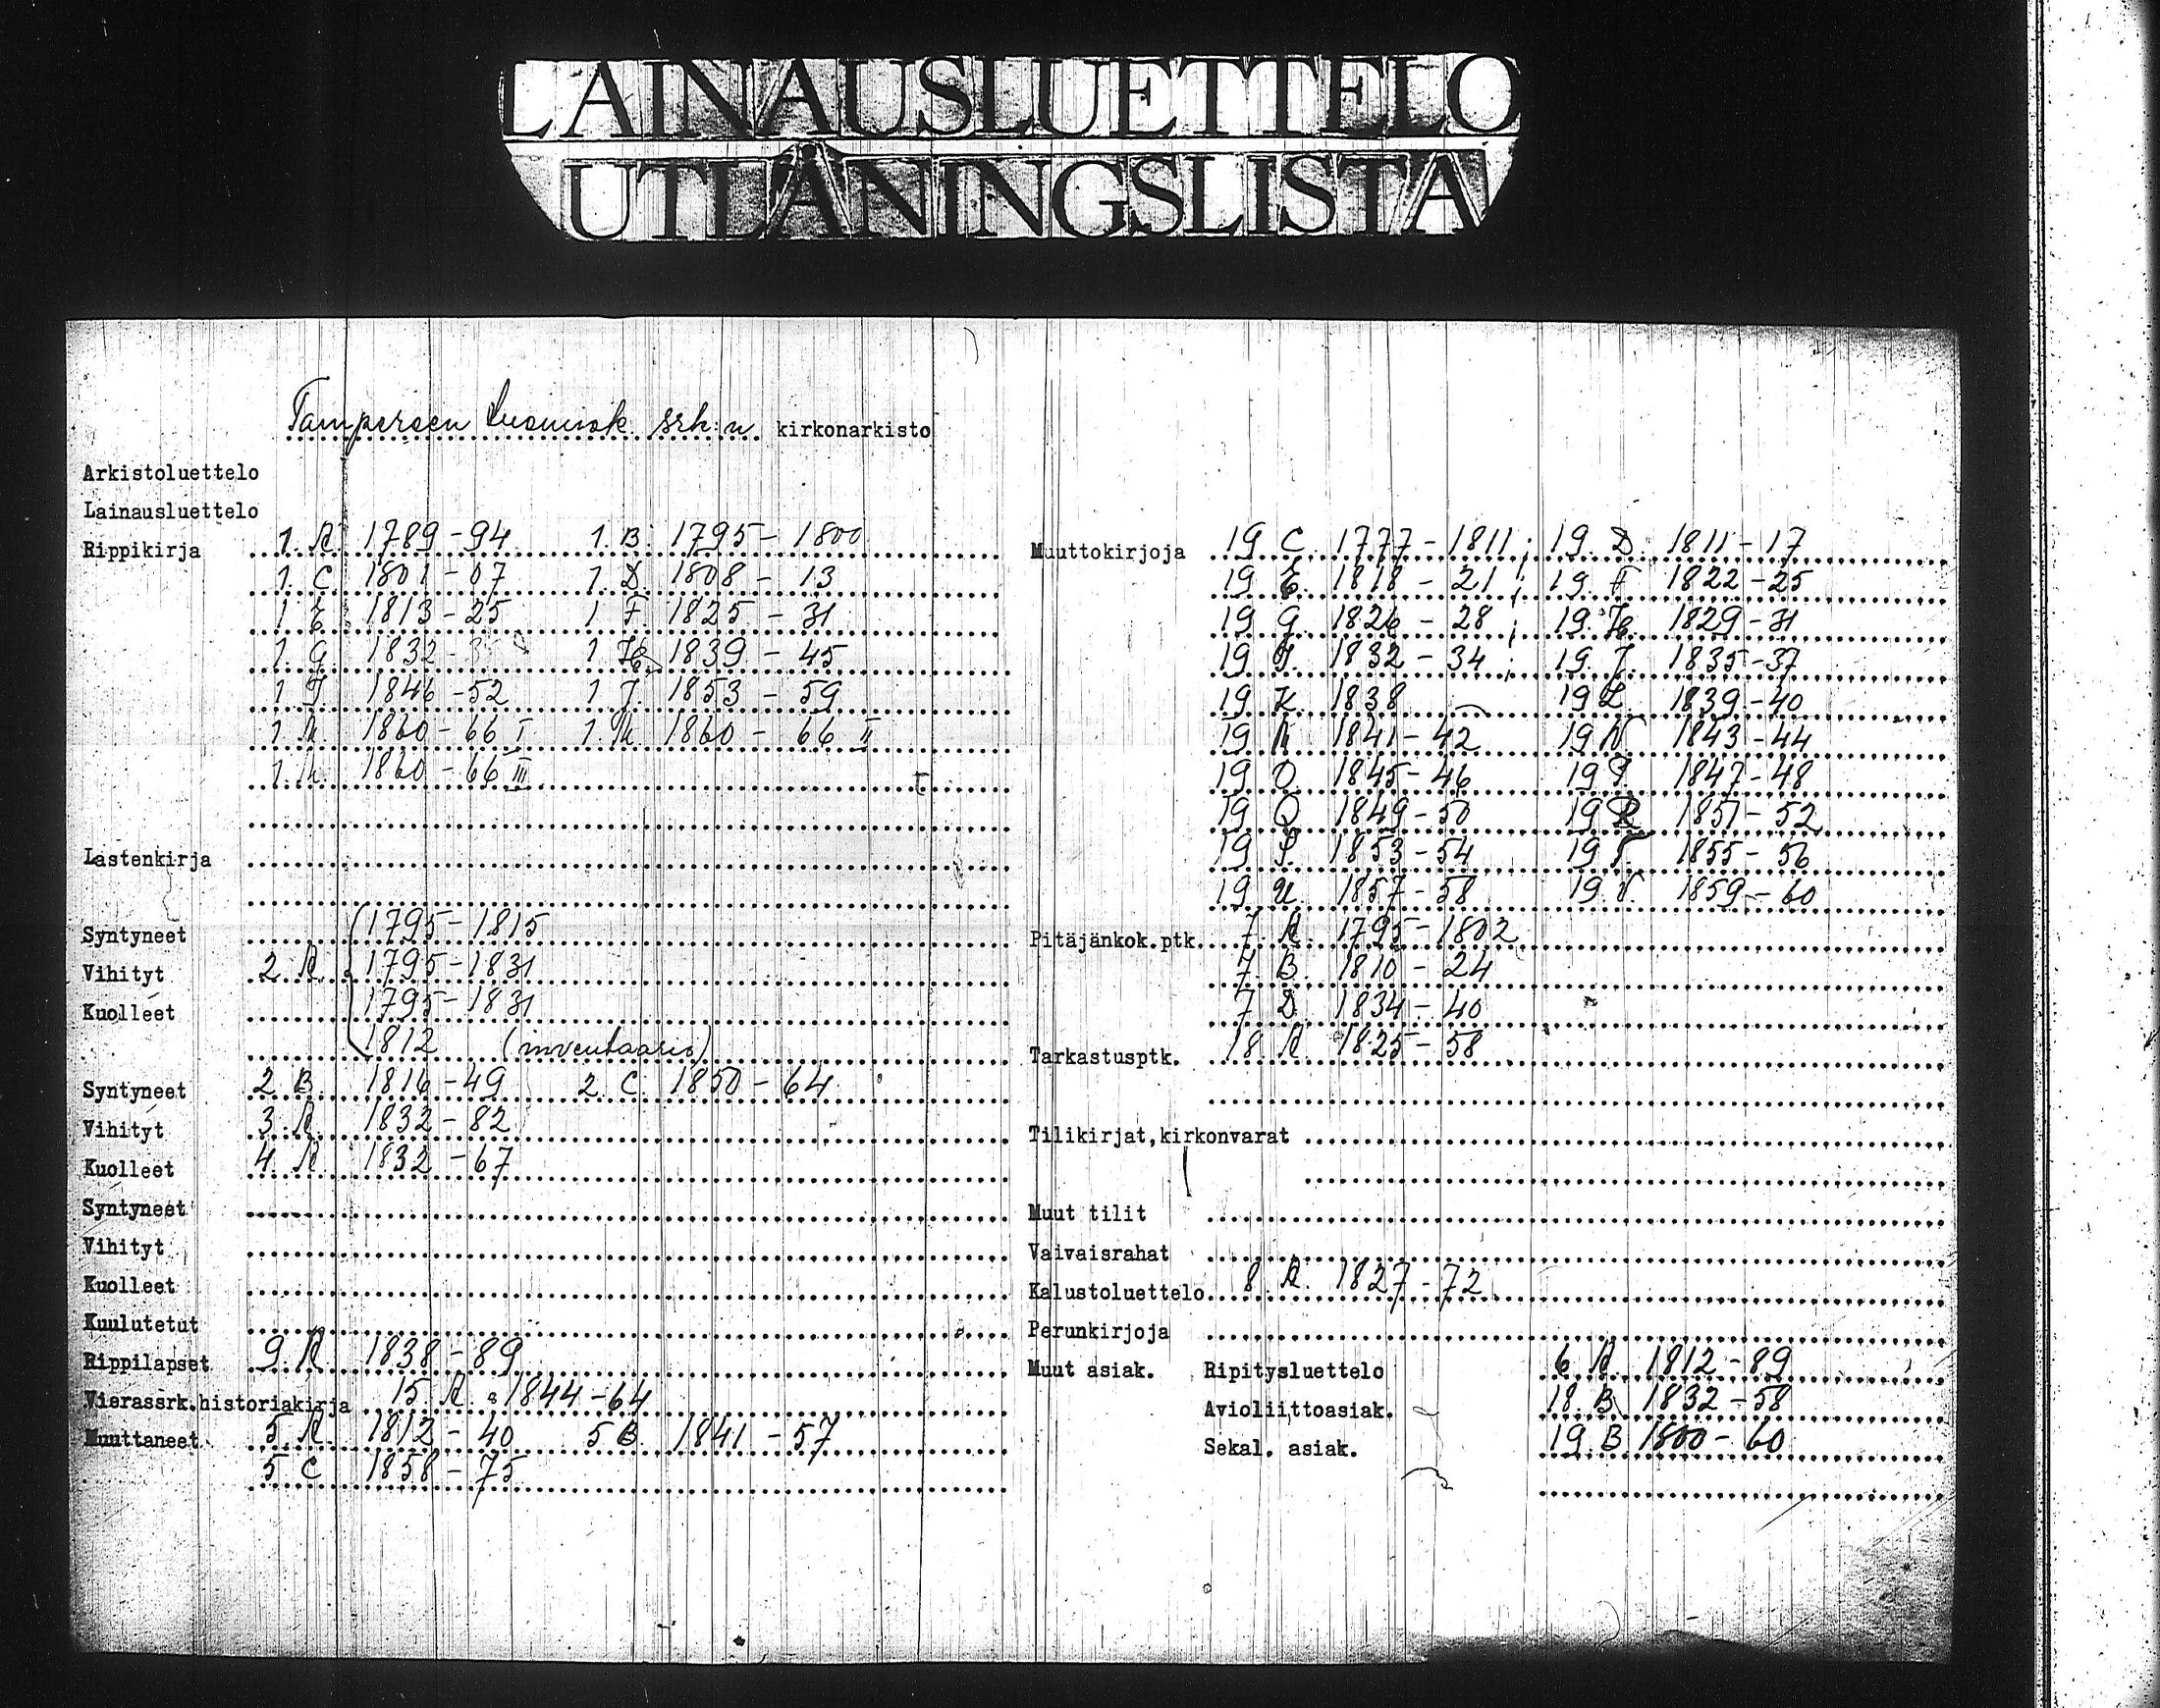 LAINAUSLUETTELO
UTLÅNINGSLISTA
Tampereen tuomiok. srk:n kirkonarkisto
Arkistoluettelo
Lainausluettelo
Rippikirja 1 A 1789-94 1 B 1795-1800
1 C 1801-07 1 D 1808-13
1 E 1813-25 1 F 1825-31
1 G 1832- 1 H 1839-45
1 I 1846-52 1 J 1853-59
1 K 1860-66 I 1 K 1860-66 II
1 K 1860-66 III
Lastenkirja
Syntyneet 1795-1815
Vihityt 2 A 1795-1831
Kuolleet 1795-1831
1812 (inventaario)
Syntyneet 2 B 1816-49 2 C 1850-64
Vihityt 3 A 1832-82
Kuolleet 4 A 1832-67
Syntyneet
Vihityt
Kuolleet
Kuulutetut
Rippilapset 9 A 1838-89
Vierassrk.historiakirja 15 A 1844-64
Muuttaneet 5 A 1812-40 5 B 1841-57
5 C 1858-75
Muuttokirjoja 19 C 1777-1811; 19 D 1811-17
19 E 1818-21; 19 F 1822-25
19 G 1826-28; 19 H 1829-31
19 I 1832-34; 19 J 1835-37
19 K 1838 19 L 1839-40
19 M 1841-42 19 N 1843-44
19 O 1845-46 19 P 1847-48
19 Q 1849-50 19 R 1851-52
19 S 1853-54 19 T 1855-56
19 U 1857-58 19 V 1859-60
Pitäjänkok.ptk. 7 A 1795-1802
7 B 1810-24
7 D 1834-40
Tarkastusptk. 18 A 1825-58
Tilikirjat,kirkonvarat
Muut tilit
Vaivaisrahat
Kalustoluettelo 8 A 1827-72
Perunkirjoja
Muut asiak. Ripitysluettelo 6 A 1812-89
Avioliittoasiak. 18 B 1832-58
Sekal. asiak. 19 B 1800-60